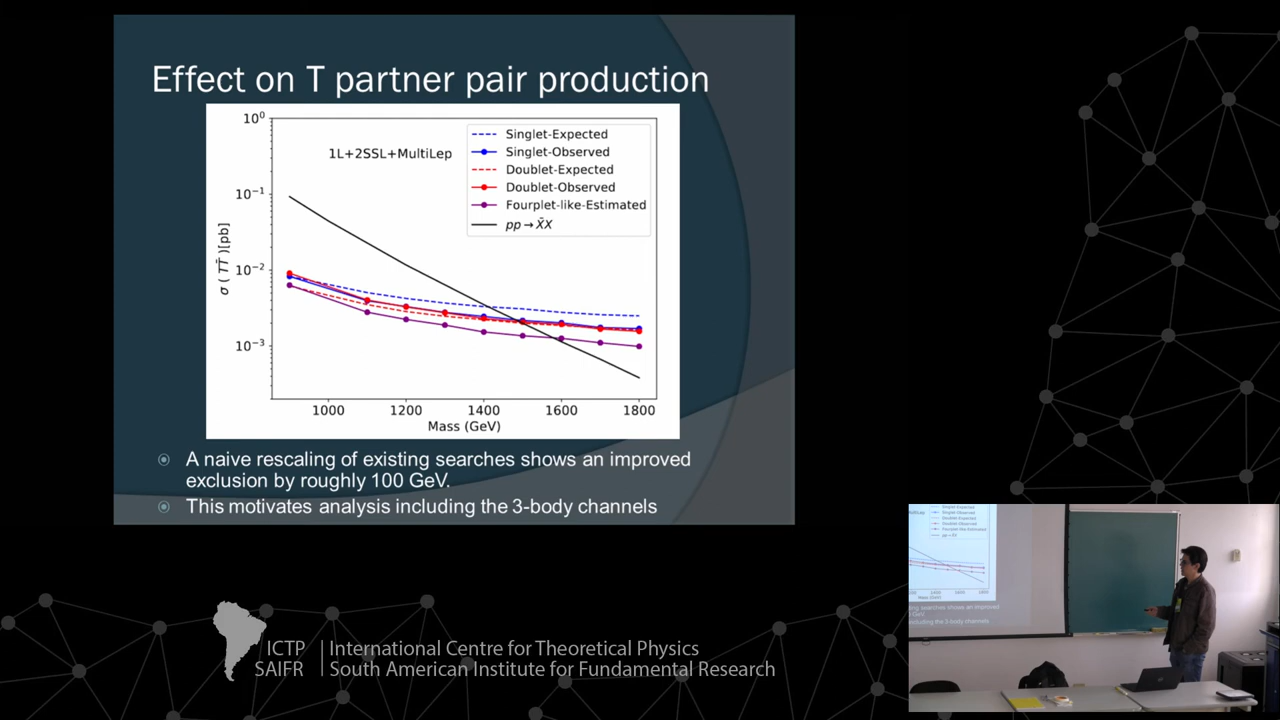 Effect on T partner pair production
10⁰
10⁻¹
10⁻²
10⁻³
σ ( T T̄ )[pb]
1L+2SSL+MultiLep
Singlet-Expected
Singlet-Observed
Doublet-Expected
Doublet-Observed
Fourplet-like-Estimated
pp → X̄X
1000 1200 1400 1600 1800
Mass (GeV)
A naive rescaling of existing searches shows an improved
exclusion by roughly 100 GeV.
This motivates analysis including the 3-body channels
ICTP
SAIFR
International Centre for Theoretical Physics
South American Institute for Fundamental Research